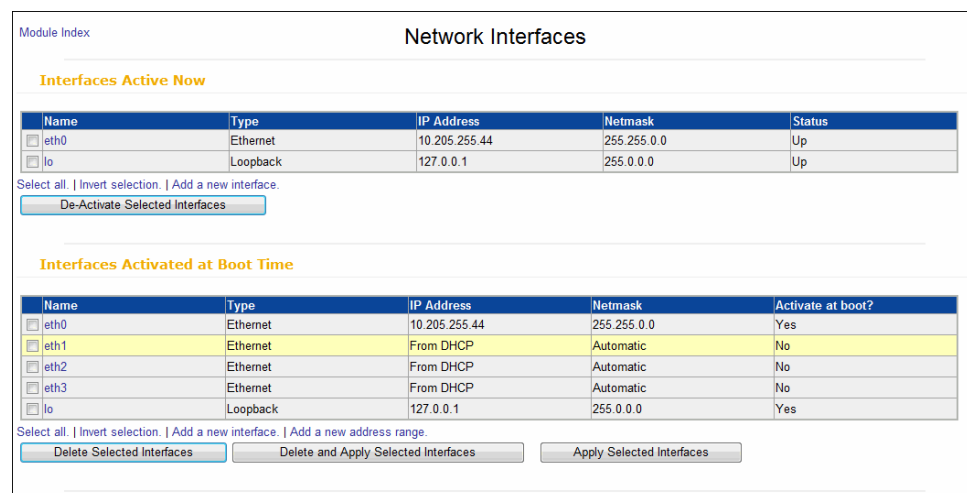 Module Index
Network Interfaces
Interfaces Active Now
Name Type IP Address Netmask Status
eth0 Ethernet 10.205.255.44 255.255.0.0 Up
lo Loopback 127.0.0.1 255.0.0.0 Up
Select all. | Invert selection. | Add a new interface.
De-Activate Selected Interfaces
Interfaces Activated at Boot Time
Name Type IP Address Netmask Activate at boot?
eth0 Ethernet 10.205.255.44 255.255.0.0 Yes
eth1 Ethernet From DHCP Automatic No
eth2 Ethernet From DHCP Automatic No
eth3 Ethernet From DHCP Automatic No
lo Loopback 127.0.0.1 255.0.0.0 Yes
Select all. | Invert selection. | Add a new interface. | Add a new address range.
Delete Selected Interfaces Delete and Apply Selected Interfaces Apply Selected Interfaces